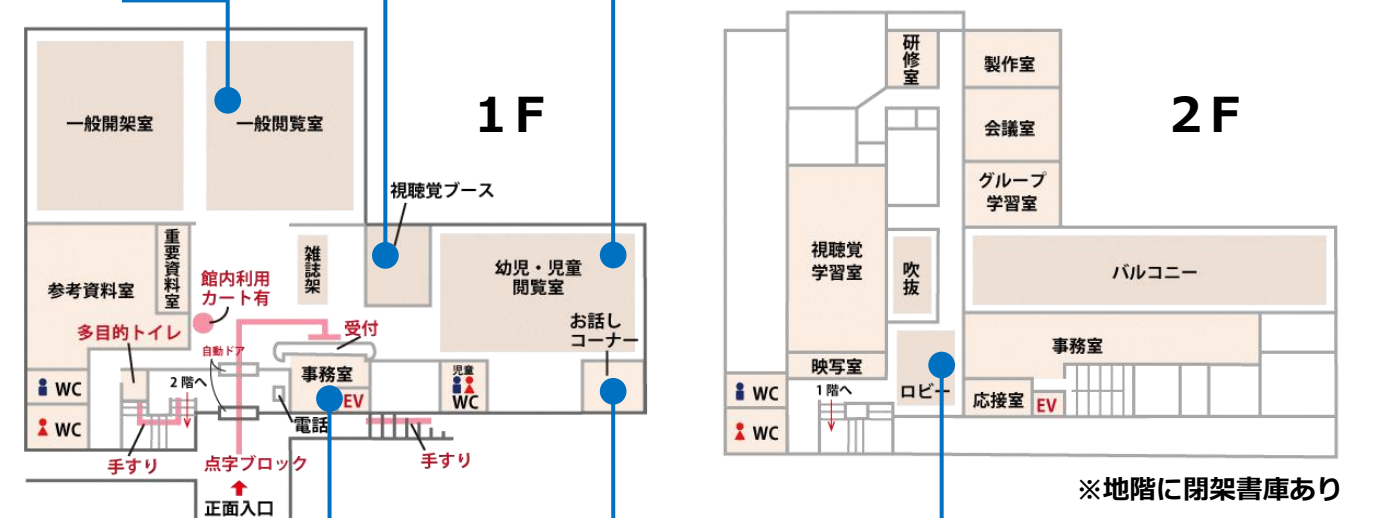 1F
一般開架室
一般閲覧室
視聴覚ブース
重要資料室
雑誌架
幼児・児童
閲覧室
館内利用
カート有
参考資料室
多目的トイレ
受付
お話し
コーナー
自動ドア
2階へ
事務室
EV
児童
WC
WC
WC
電話
手すり
点字ブロック
手すり
正面入口
2F
研修室
製作室
会議室
グループ
学習室
視聴覚
学習室
吹抜
バルコニー
事務室
映写室
1階へ
ロビー
応接室
EV
WC
WC
※地階に閉架書庫あり